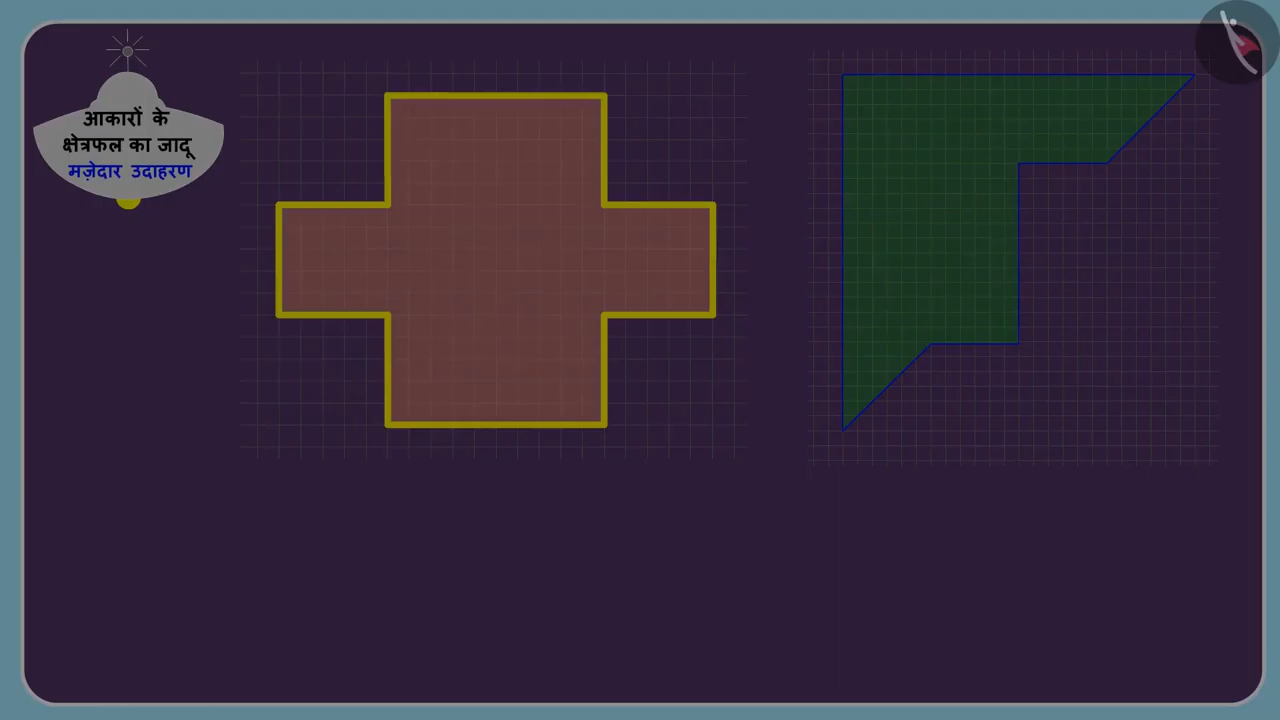 आकारों के
क्षेत्रफल का जादू
मज़ेदार उदाहरण